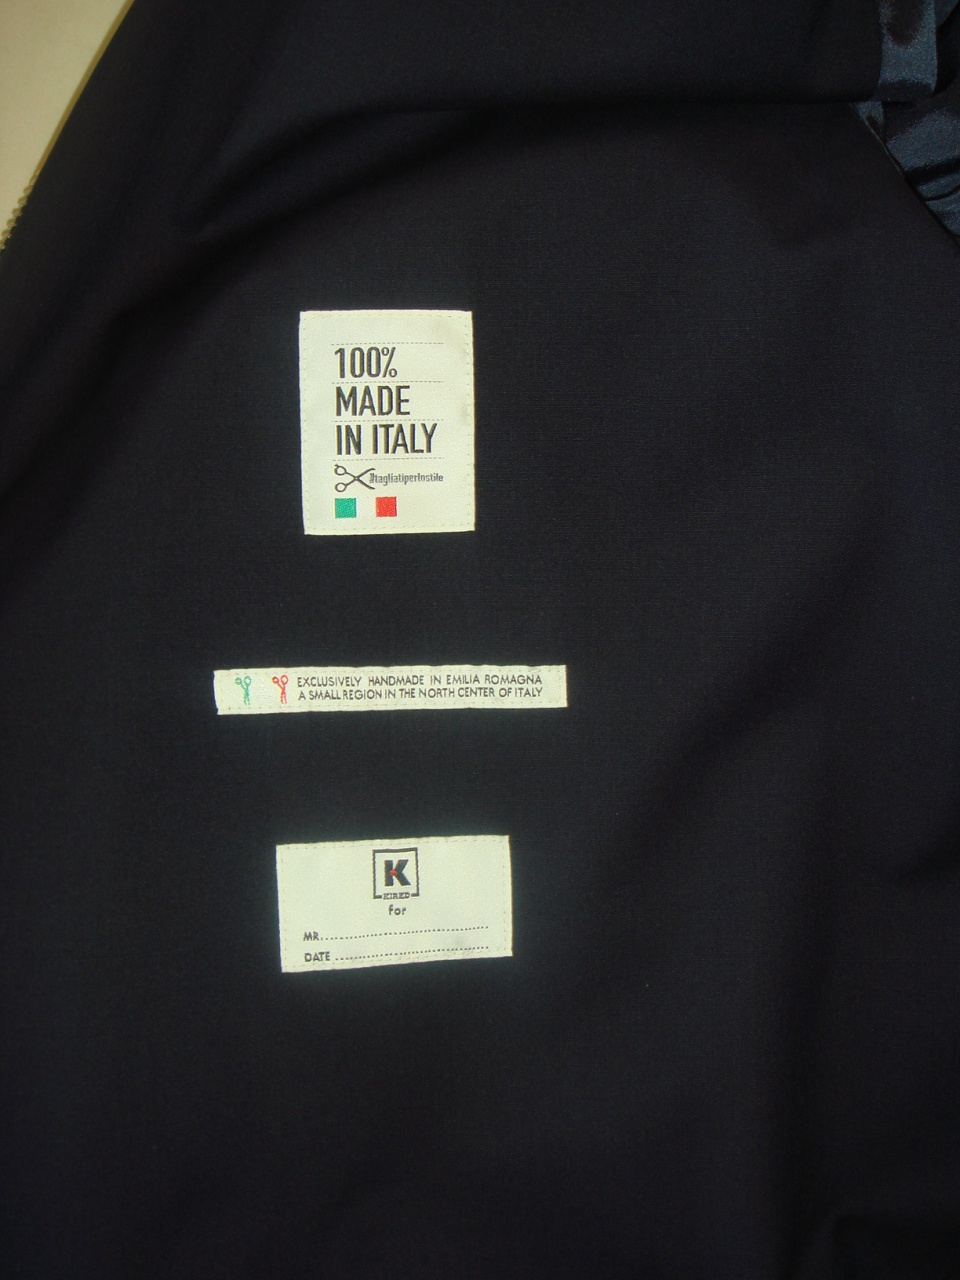 100%
MADE
IN ITALY
#tagliatiperlostile
EXCLUSIVELY HANDMADE IN EMILIA ROMAGNA
A SMALL REGION IN THE NORTH CENTER OF ITALY
K
KIRED
for
MR.
DATE